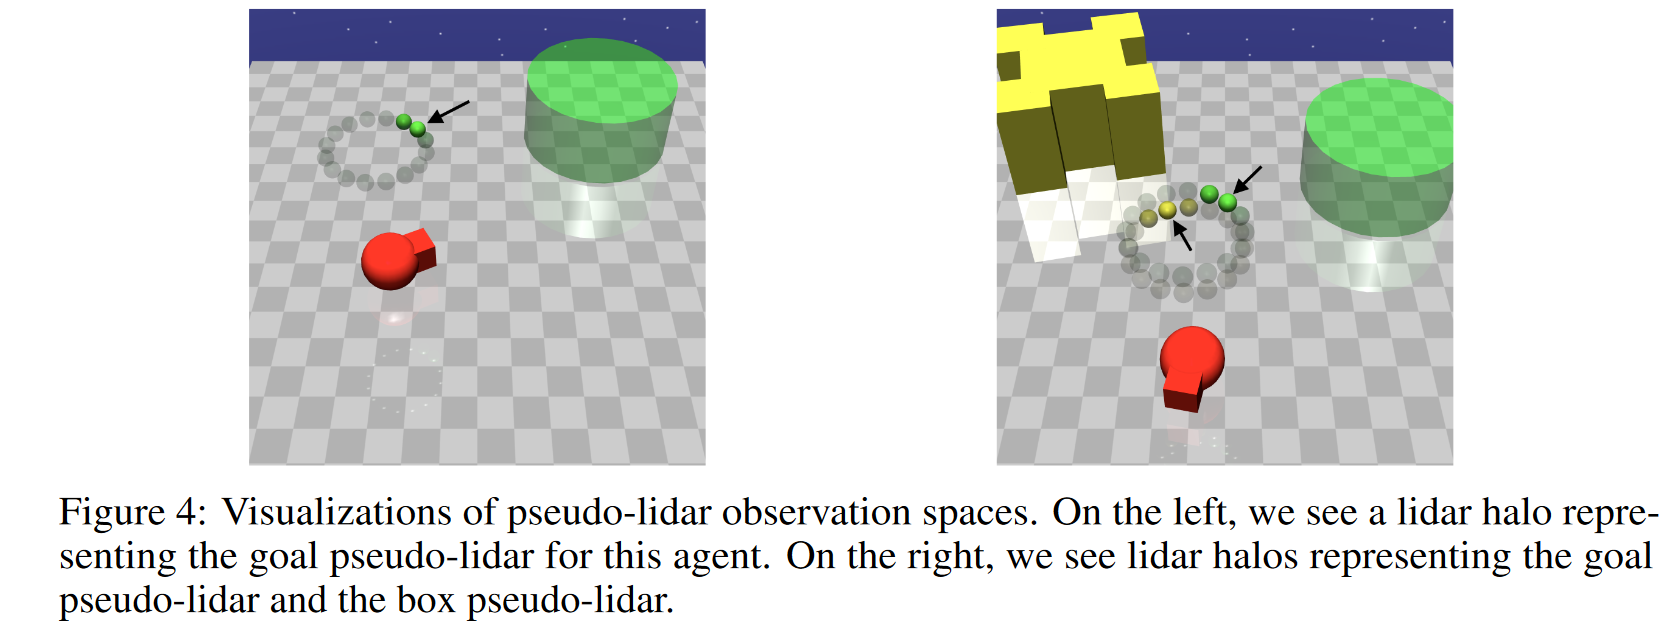 Figure 4: Visualizations of pseudo-lidar observation spaces. On the left, we see a lidar halo repre-
senting the goal pseudo-lidar for this agent. On the right, we see lidar halos representing the goal
pseudo-lidar and the box pseudo-lidar.